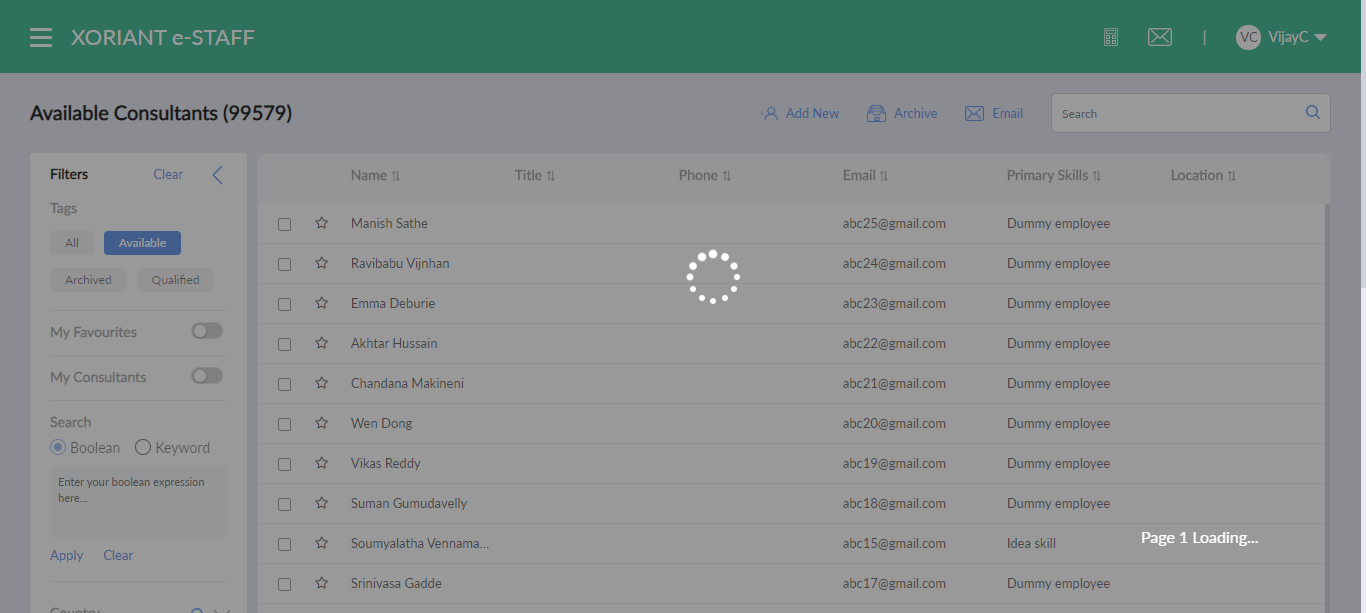 XORIANT e-STAFF
| VC VijayC
Available Consultants (99579)
Add New Archive Email Search
Filters Clear
Tags
All Available
Archived Qualified
My Favourites
My Consultants
Search
Boolean Keyword
Enter your boolean expression
here...
Apply Clear
Country
Name Title Phone Email Primary Skills Location
Manish Sathe abc25@gmail.com Dummy employee
Ravibabu Vijnhan abc24@gmail.com Dummy employee
Emma Deburie abc23@gmail.com Dummy employee
Akhtar Hussain abc22@gmail.com Dummy employee
Chandana Makineni abc21@gmail.com Dummy employee
Wen Dong abc20@gmail.com Dummy employee
Vikas Reddy abc19@gmail.com Dummy employee
Suman Gumudavelly abc18@gmail.com Dummy employee
Soumyalatha Vennama... abc15@gmail.com Idea skill
Srinivasa Gadde abc17@gmail.com Dummy employee
Page 1 Loading...